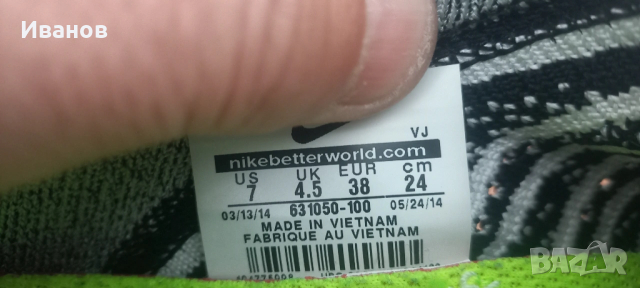 Иванов
VJ
nikebetterworld.com
US UK EUR cm
7 4.5 38 24
03/13/14 631050-100 05/24/14
MADE IN VIETNAM
FABRIQUE AU VIETNAM
BAZAR